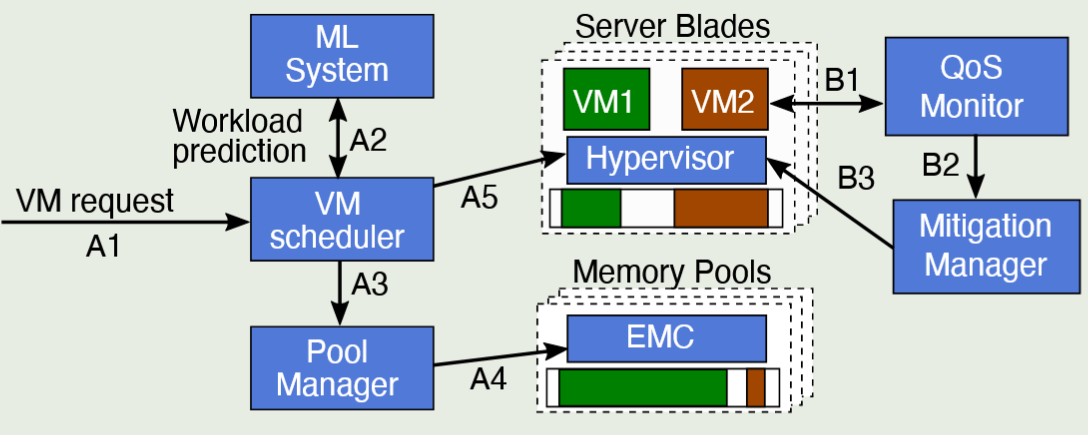 ML
System
Workload
prediction
A2
VM request
A1
VM
scheduler
A3
Pool
Manager
A4
A5
Server Blades
VM1
VM2
Hypervisor
Memory Pools
EMC
B1
QoS
Monitor
B2
B3
Mitigation
Manager